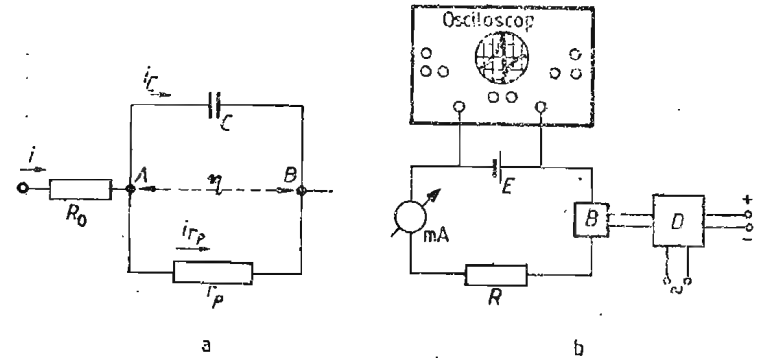 Osciloscop
i_C
C
i
A
η
B
R_0
i_{r_p}
r_p
E
mA
B
D
+
-
~
R
a
b